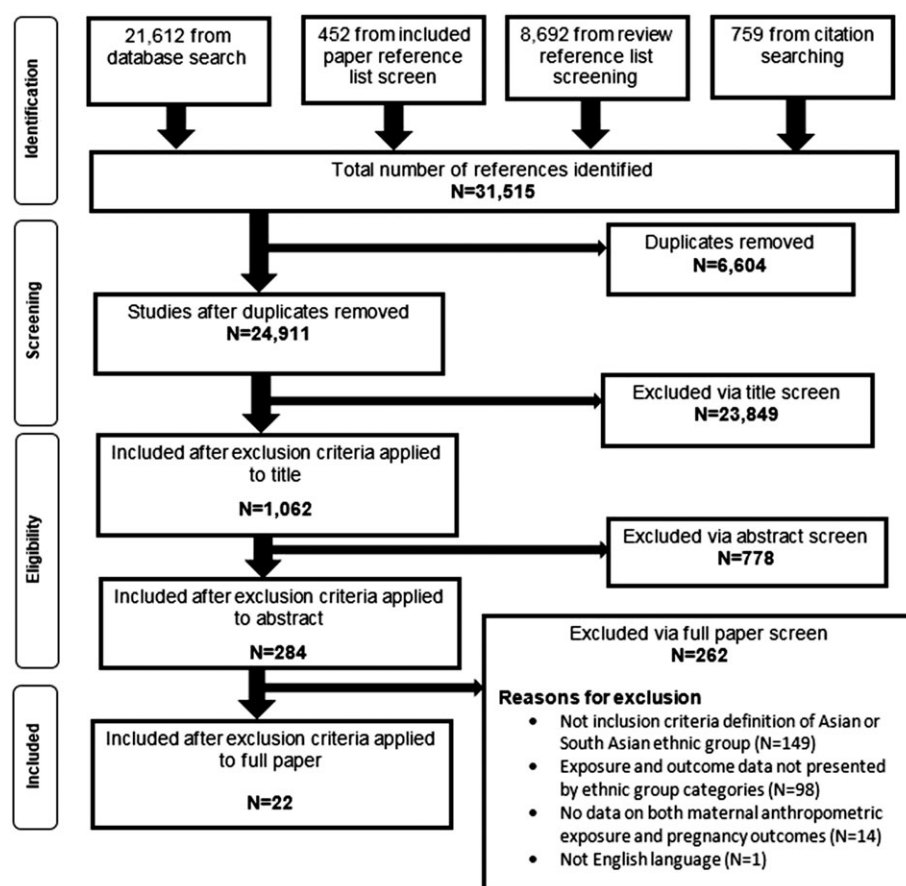 Identification
21,612 from
database search
452 from included
paper reference
list screen
8,692 from review
reference list
screening
759 from citation
searching
Total number of references identified
N=31,515
Screening
Duplicates removed
N=6,604
Studies after duplicates removed
N=24,911
Excluded via title screen
N=23,849
Eligibility
Included after exclusion criteria applied
to title
N=1,062
Excluded via abstract screen
N=778
Included after exclusion criteria applied
to abstract
N=284
Excluded via full paper screen
N=262
Reasons for exclusion
• Not inclusion criteria definition of Asian or
South Asian ethnic group (N=149)
• Exposure and outcome data not presented
by ethnic group categories (N=98)
• No data on both maternal anthropometric
exposure and pregnancy outcomes (N=14)
• Not English language (N=1)
Included
Included after exclusion criteria applied
to full paper
N=22